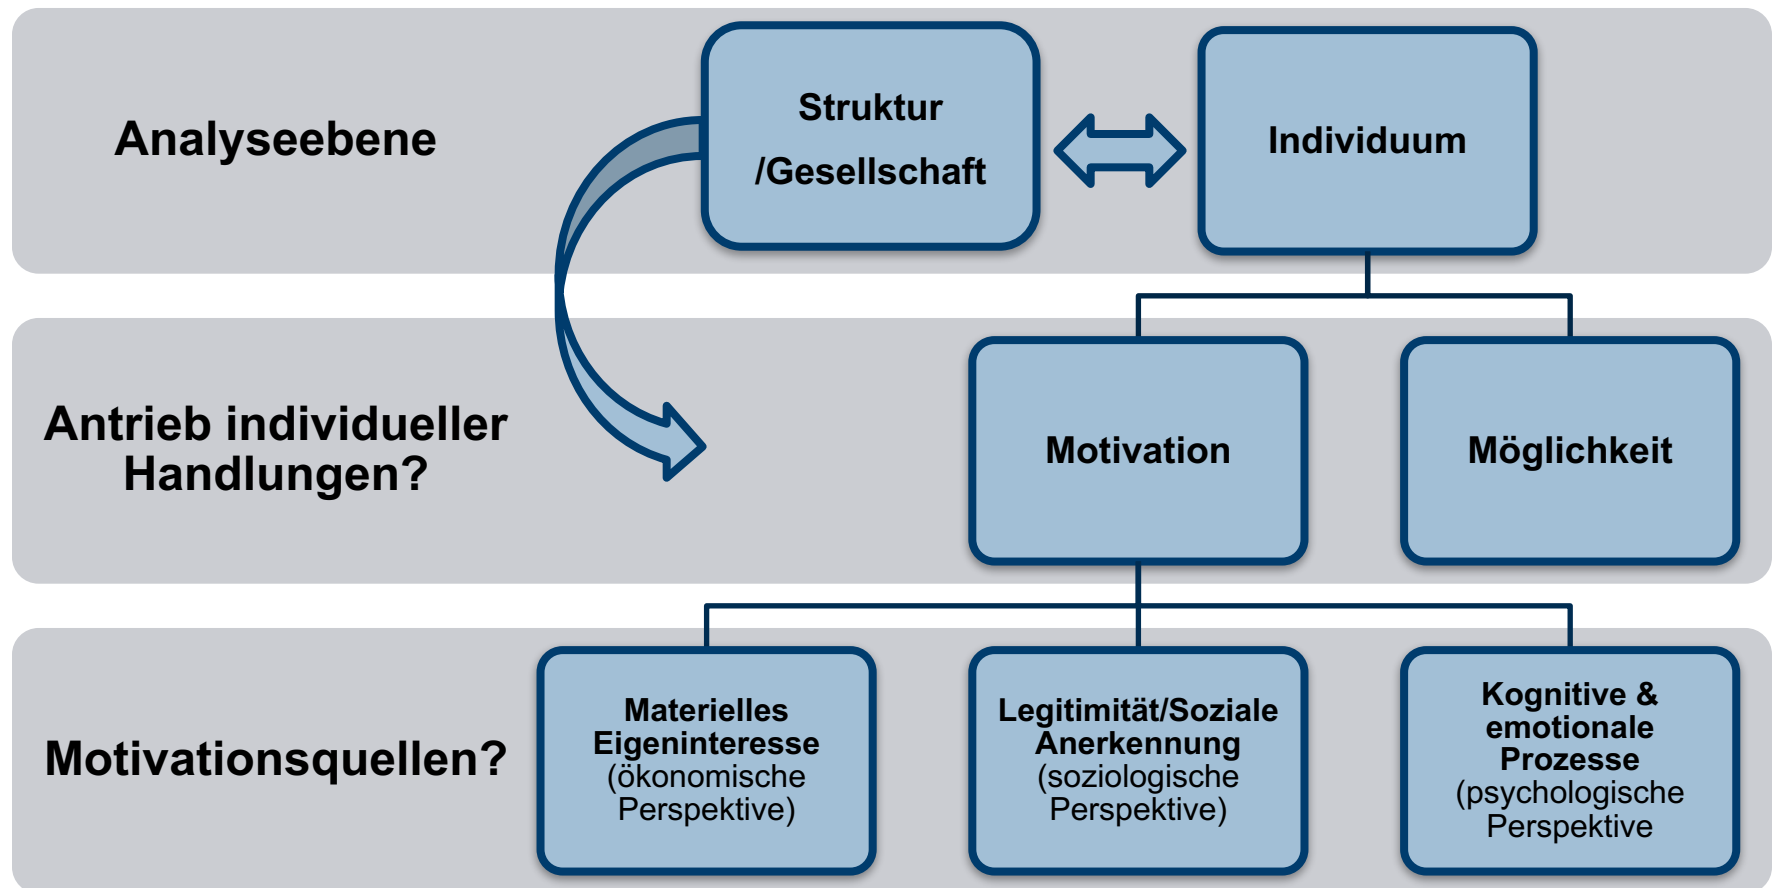 Analyseebene
Struktur
/Gesellschaft
Individuum
Antrieb individueller
Handlungen?
Motivation
Möglichkeit
Motivationsquellen?
Materielles
Eigeninteresse
(ökonomische
Perspektive)
Legitimität/Soziale
Anerkennung
(soziologische
Perspektive)
Kognitive &
emotionale
Prozesse
(psychologische
Perspektive